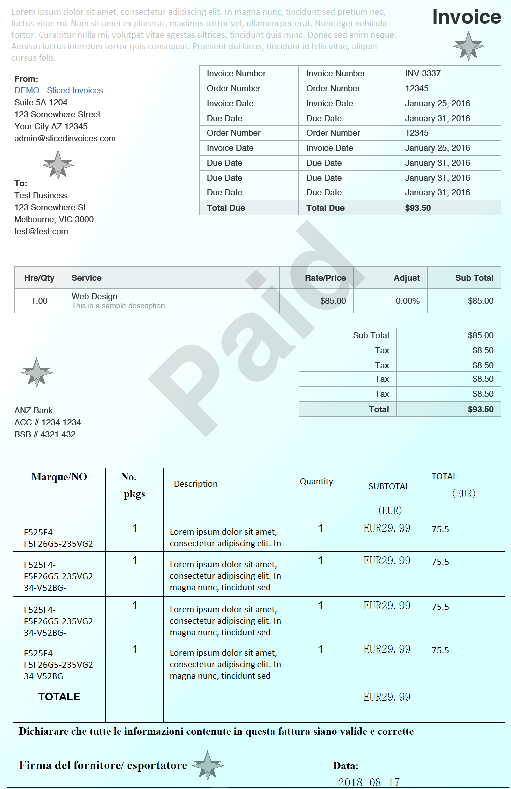 Lorem ipsum dolor sit amet, consectetur adipiscing elit. In magna nunc, tincidunt sed pretium nec,
luctus vitae mi. Nam sit amet ex placerat, maximus tortor vel, ullamcorper erat. Nunc eget vehicula
tortor. Curabitur nulla mi, volutpat vitae egestas ultrices, tincidunt quis nunc. Donec sed enim neque.
Aenean luctus interdum tortor quis consequat. Praesent dui lacus, tincidunt id felis vitae, aliquet
cursus felis.
Invoice
From:
DEMO - Sliced Invoices
Suite 5A-1204
123 Somewhere Street
Your City AZ 12345
admin@slicedinvoices.com
Invoice Number Invoice Number INV-3337
Order Number Order Number 12345
Invoice Date Invoice Date January 25, 2016
Due Date Due Date January 31, 2016
Order Number Order Number 12345
Invoice Date Invoice Date January 25, 2016
Due Date Due Date January 31, 2016
Due Date Due Date January 31, 2016
Due Date Due Date January 31, 2016
Total Due Total Due $93.50
To:
Test Business
123 Somewhere St
Melbourne, VIC 3000
test@test.com
Paid
Hrs/Qty Service Rate/Price Adjust Sub Total
1.00 Web Design $85.00 0.00% $85.00
This is a sample description
Sub Total $85.00
Tax $8.50
Tax $8.50
Tax $8.50
Tax $8.50
Total $93.50
ANZ Bank
ACC # 1234 1234
BSB # 4321 432
Marque/NO No. Description Quantity SUBTOTAL TOTAL
pkgs (EUR) (EUR)
F525F4 1 Lorem ipsum dolor sit amet, 1 EUR29.99 75.5
F5F26G5-235VG2 consectetur adipiscing elit. In
F525F4- 1 Lorem ipsum dolor sit amet, 1 EUR29.99 75.5
F5F26G5-235VG2 consectetur adipiscing elit. In
34-V52BG- magna nunc, tincidunt sed
F525F4- 1 Lorem ipsum dolor sit amet, 1 EUR29.99 75.5
F5F26G5-235VG2 consectetur adipiscing elit. In
34-V52BG- magna nunc, tincidunt sed
F525F4 1 Lorem ipsum dolor sit amet, 1 EUR29.99 75.5
F5F26G5-235VG2 consectetur adipiscing elit. In
34-V52BG magna nunc, tincidunt sed
TOTALE EUR29.99
Dichiarare che tutte le informazioni contenute in questa fattura siano valide e corrette
Firma del fornitore/ esportatore Data:
2018-08-17